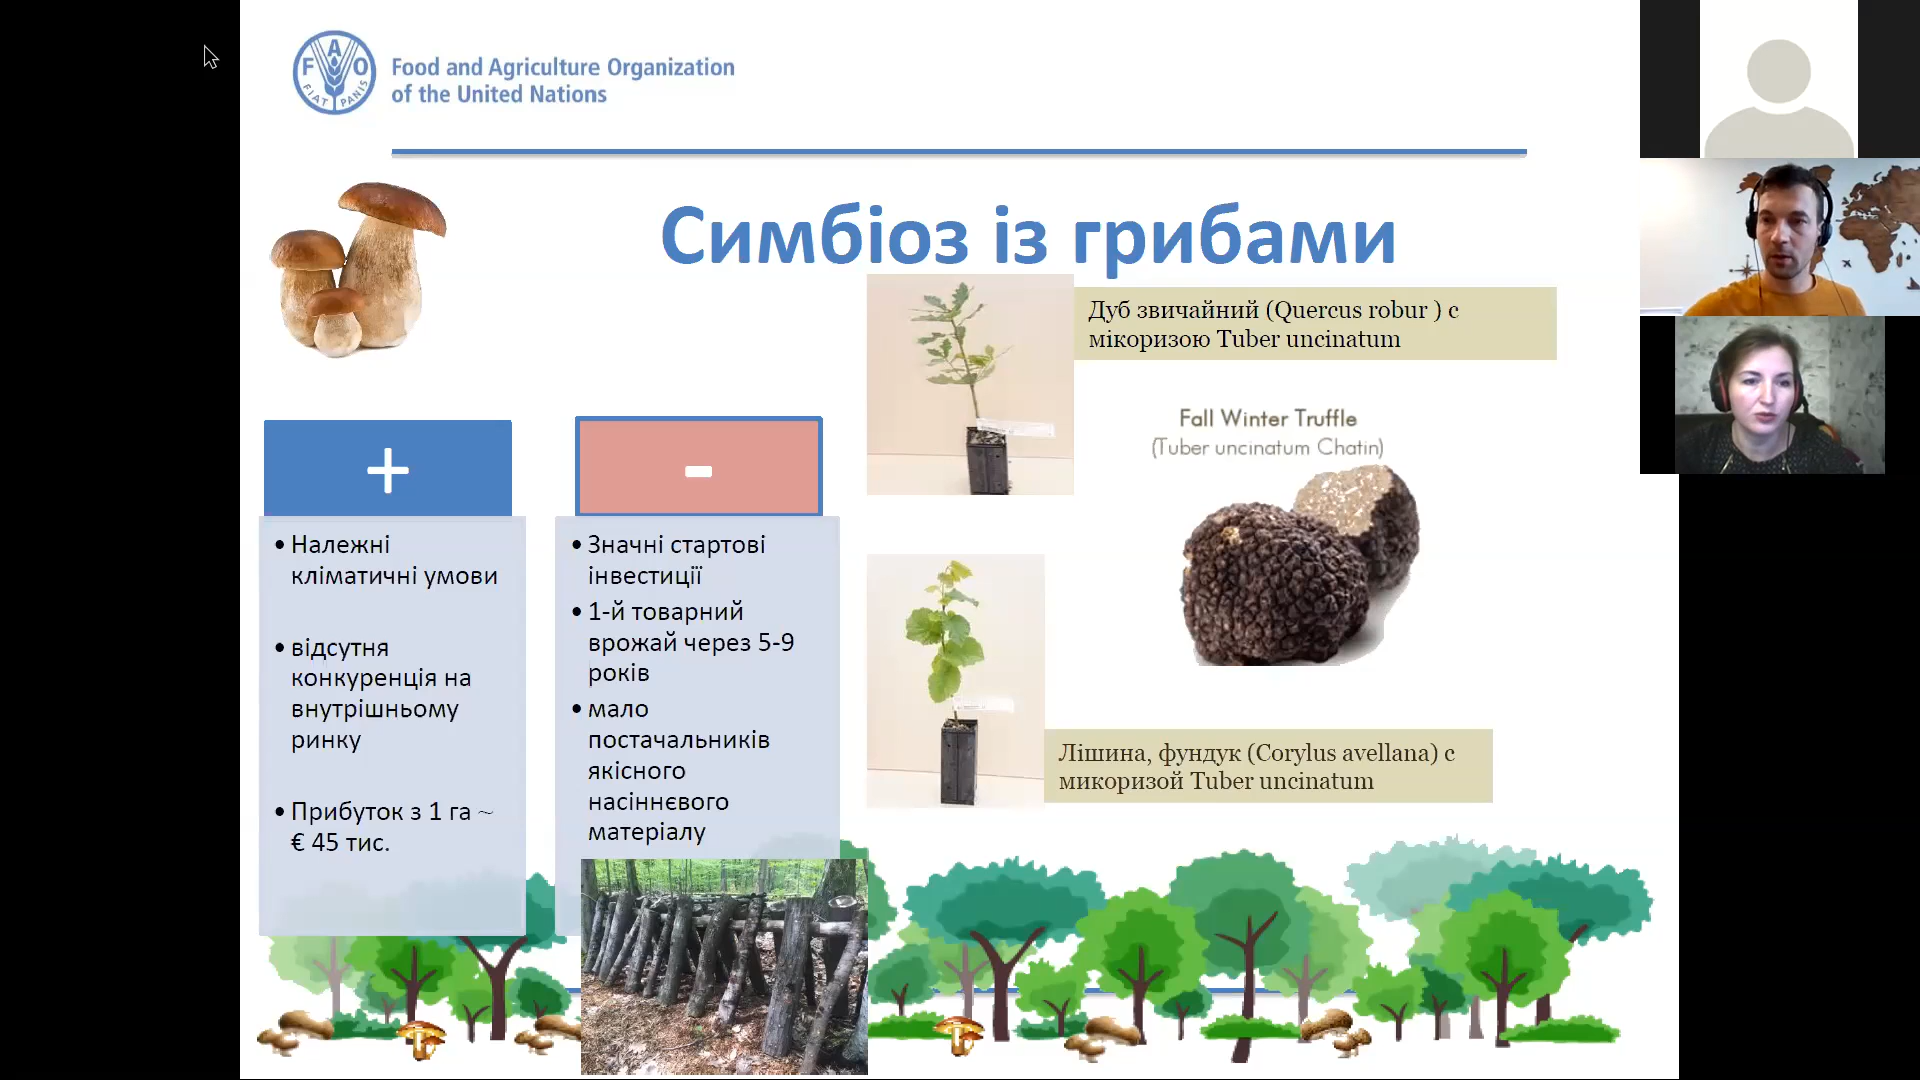 FAO
FIAT PANIS
Food and Agriculture Organization
of the United Nations
Симбіоз із грибами
Дуб звичайний (Quercus robur ) с
мікоризою Tuber uncinatum
Fall Winter Truffle
(Tuber uncinatum Chatin)
+
-
• Належні
кліматичні умови
• відсутня
конкуренція на
внутрішньому
ринку
• Прибуток з 1 га ~
€ 45 тис.
• Значні стартові
інвестиції
• 1-й товарний
врожай через 5-9
років
• мало
постачальників
якісного
насіннєвого
матеріалу
Лішина, фундук (Corylus avellana) с
микоризой Tuber uncinatum